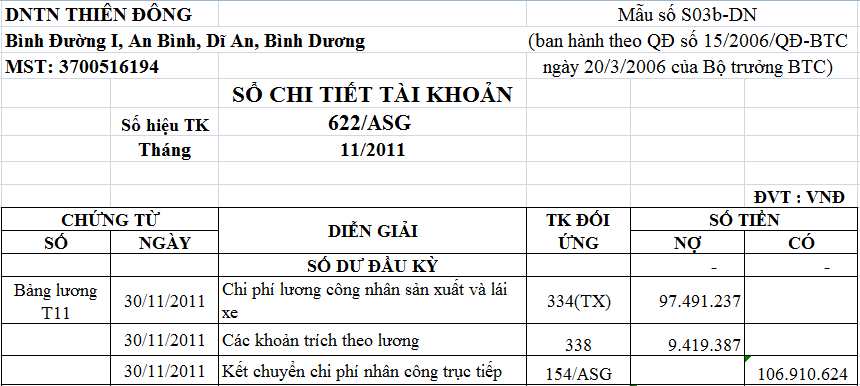 DNTN THIÊN ĐÔNG
Mẫu số S03b-DN
Bình Đường I, An Bình, Dĩ An, Bình Dương
(ban hành theo QĐ số 15/2006/QĐ-BTC
MST: 3700516194
ngày 20/3/2006 của Bộ trưởng BTC)
SỔ CHI TIẾT TÀI KHOẢN
Số hiệu TK 622/ASG
Tháng 11/2011
ĐVT : VNĐ
CHỨNG TỪ DIỄN GIẢI TK ĐỐI ỨNG SỐ TIỀN
SỐ NGÀY NỢ CÓ
SỐ DƯ ĐẦU KỲ - -
Bảng lương T11 30/11/2011 Chi phí lương công nhân sản xuất và lái xe 334(TX) 97.491.237
30/11/2011 Các khoản trích theo lương 338 9.419.387
30/11/2011 Kết chuyển chi phí nhân công trực tiếp 154/ASG 106.910.624